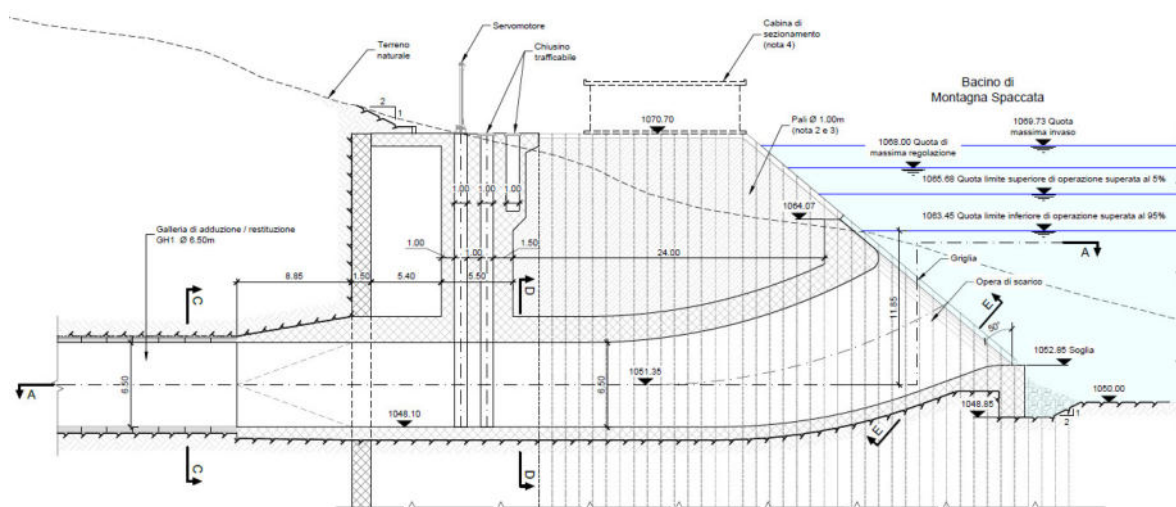 Servomotore
Chiusino
trafficabile
Cabina di
sezionamento
(nota 4)
Terreno
naturale
2
1
1070.70
Pali Ø 1.00m
(nota 2 e 3)
Bacino di
Montagna Spaccata
1069.73 Quota
massima invaso
1068.00 Quota di
massima regolazione
1065.68 Quota limite superiore di operazione superata al 5%
1063.45 Quota limite inferiore di operazione superata al 95%
1.00
1.00
1.00
1064.07
Galleria di adduzione / restituzione
GH1 Ø 6.50m
1.00
1.00
1.50
24.00
A
Griglia
Opera di scarico
8.85
1.50
5.40
5.50
C
D
E
11.85
50°
1052.85 Soglia
6.50
6.50
1051.35
A
1050.00
1048.10
1048.85
1
2
E
C
D